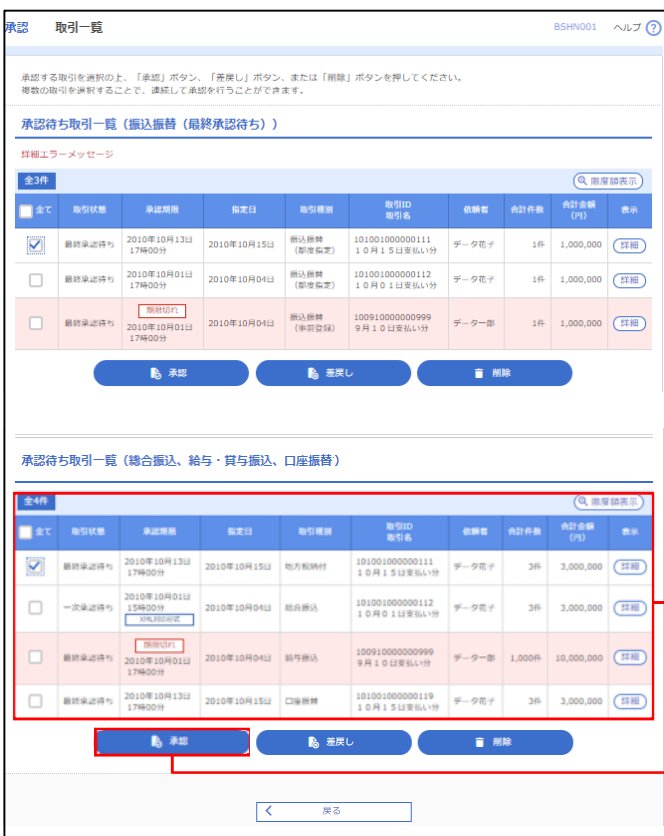 承認 取引一覧 BSHN001 ヘルプ ?
承認する取引を選択の上、「承認」ボタン、「差戻し」ボタン、または「削除」ボタンを押してください。
複数の取引を選択することで、連続して承認を行うことができます。
承認待ち取引一覧（振込振替（最終承認待ち））
詳細エラーメッセージ
全3件 限度額表示
全て 取引状態 承認期限 指定日 取引種別 取引ID 取引名 依頼者 合計件数 合計金額（円） 表示
最終承認待ち 2010年10月13日 17時00分 2010年10月15日 振込振替（都度指定） 101001000000111 １０月１５日支払い分 データ花子 1件 1,000,000 詳細
最終承認待ち 2010年10月01日 17時00分 2010年10月04日 振込振替（都度指定） 101001000000112 １０月０１日支払い分 データ花子 1件 1,000,000 詳細
最終承認待ち 期限切れ 2010年10月01日 17時00分 2010年10月04日 振込振替（事前登録） 100910000000999 ９月１０日支払い分 データ一郎 1件 1,000,000 詳細
承認 差戻し 削除
承認待ち取引一覧（総合振込、給与・賞与振込、口座振替）
全4件 限度額表示
全て 取引状態 承認期限 指定日 取引種別 取引ID 取引名 依頼者 合計件数 合計金額（円） 表示
最終承認待ち 2010年10月13日 17時00分 2010年10月15日 地方税納付 101001000000111 １０月１５日支払い分 データ花子 3件 3,000,000 詳細
一次承認待ち 2010年10月01日 15時00分 2010年10月04日 総合振込 101001000000112 １０月０１日支払い分 データ花子 3件 3,000,000 詳細
最終承認待ち 期限切れ 2010年10月01日 17時00分 2010年10月04日 給与振込 100910000000999 ９月１０日支払い分 データ一郎 1,000件 10,000,000 詳細
最終承認待ち 2010年10月13日 17時00分 2010年10月15日 口座振替 101001000000119 １０月１５日支払い分 データ花子 3件 3,000,000 詳細
承認 差戻し 削除
戻る